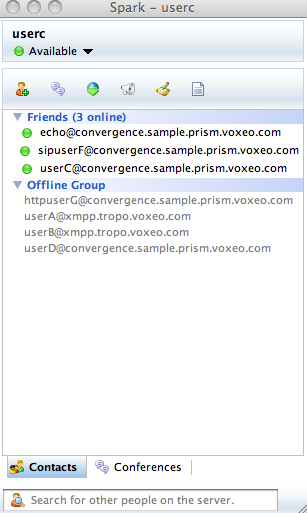 Spark - userc
userc
Available
Friends (3 online)
echo@convergence.sample.prism.voxeo.com
sipuserF@convergence.sample.prism.voxeo.com
userC@convergence.sample.prism.voxeo.com
Offline Group
httpuserG@convergence.sample.prism.voxeo.com
userA@xmpp.tropo.voxeo.com
userB@xmpp.tropo.voxeo.com
userD@convergence.sample.prism.voxeo.com
Contacts Conferences
Search for other people on the server.